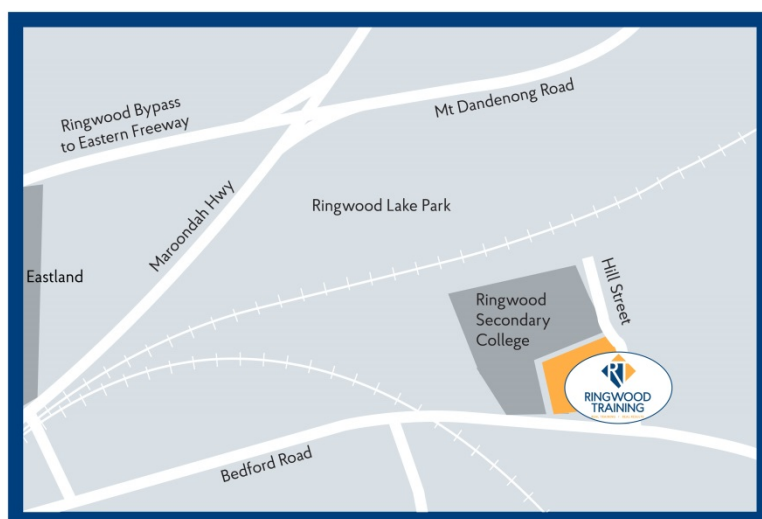 Ringwood Bypass
to Eastern Freeway
Mt Dandenong Road
Maroondah Hwy
Ringwood Lake Park
Eastland
Hill Street
Ringwood
Secondary
College
RINGWOOD
TRAINING
Bedford Road